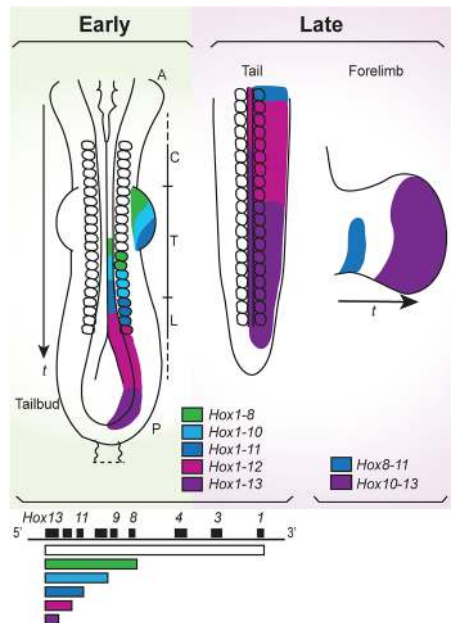 Early
Late
Tail
Forelimb
A
C
T
L
t
t
Tailbud
P
Hox1-8
Hox1-10
Hox1-11
Hox1-12
Hox1-13
Hox8-11
Hox10-13
Hox13 11 9 8 4 3 1
5' 3'